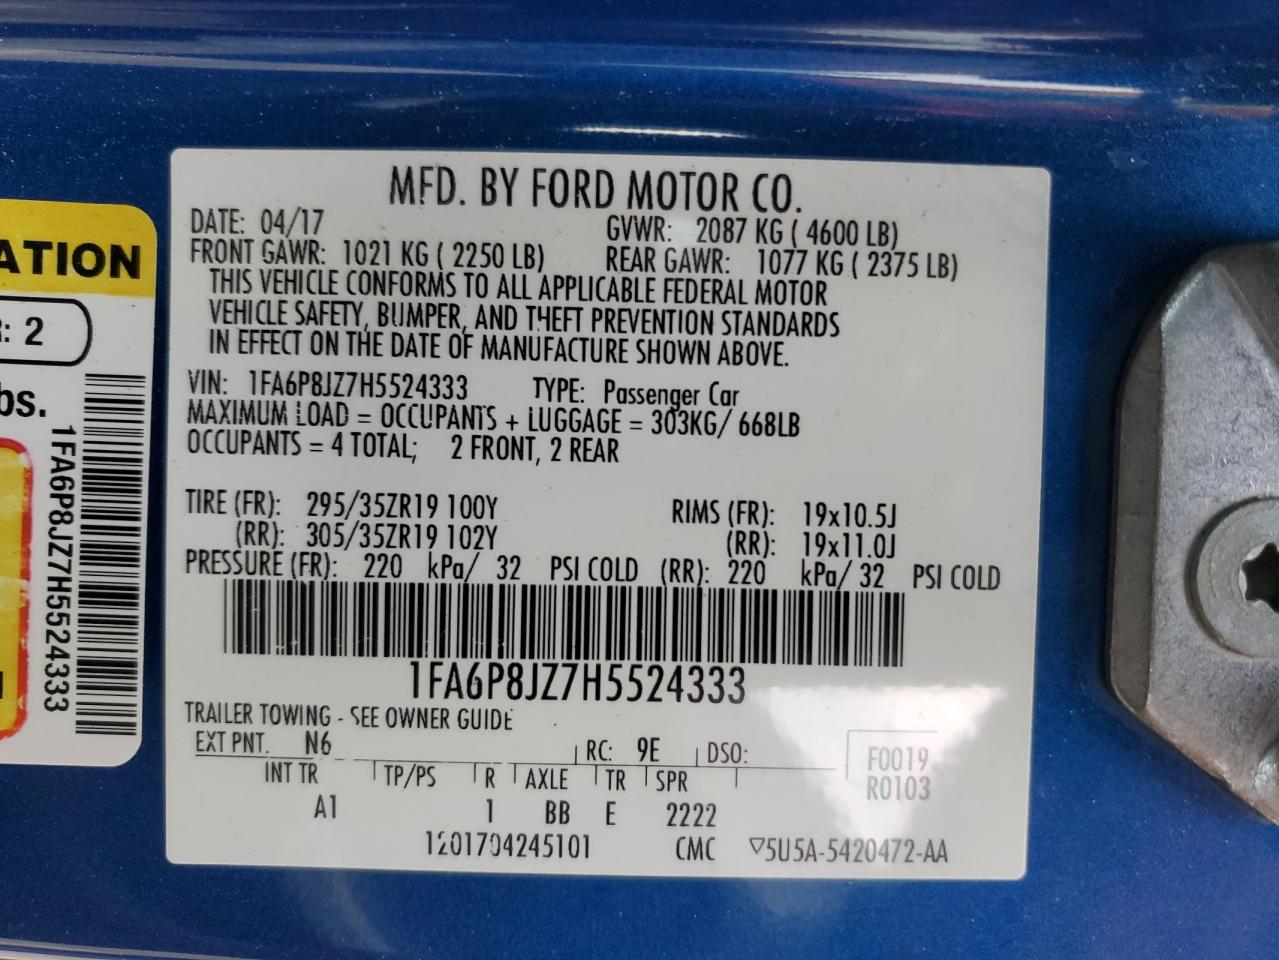 MFD. BY FORD MOTOR CO.
DATE: 04/17 GVWR: 2087 KG ( 4600 LB)
FRONT GAWR: 1021 KG ( 2250 LB) REAR GAWR: 1077 KG ( 2375 LB)
THIS VEHICLE CONFORMS TO ALL APPLICABLE FEDERAL MOTOR
VEHICLE SAFETY, BUMPER, AND THEFT PREVENTION STANDARDS
IN EFFECT ON THE DATE OF MANUFACTURE SHOWN ABOVE.
VIN: 1FA6P8JZ7H5524333 TYPE: Passenger Car
MAXIMUM LOAD = OCCUPANTS + LUGGAGE = 303KG/ 668LB
OCCUPANTS = 4 TOTAL; 2 FRONT, 2 REAR
TIRE (FR): 295/35ZR19 100Y RIMS (FR): 19x10.5J
(RR): 305/35ZR19 102Y (RR): 19x11.0J
PRESSURE (FR): 220 kPa/ 32 PSI COLD (RR): 220 kPa/ 32 PSI COLD
1FA6P8JZ7H5524333
TRAILER TOWING - SEE OWNER GUIDE
EXT PNT. N6 RC: 9E DSO: F0019
INT TR TP/PS R AXLE TR SPR R0103
A1 1 BB E 2222
1201704245101 CMC ▽5U5A-5420472-AA
ATION
: 2
bs.
1FA6P8JZ7H5524333